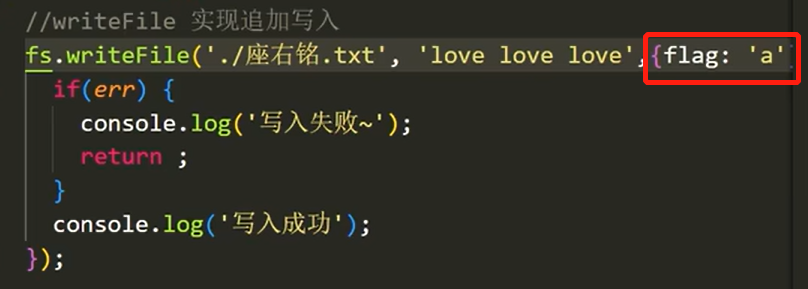 //writeFile 实现追加写入
fs.writeFile('./座右铭.txt', 'love love love',{flag: 'a'
if(err) {
console.log('写入失败~');
return ;
}
console.log('写入成功');
});